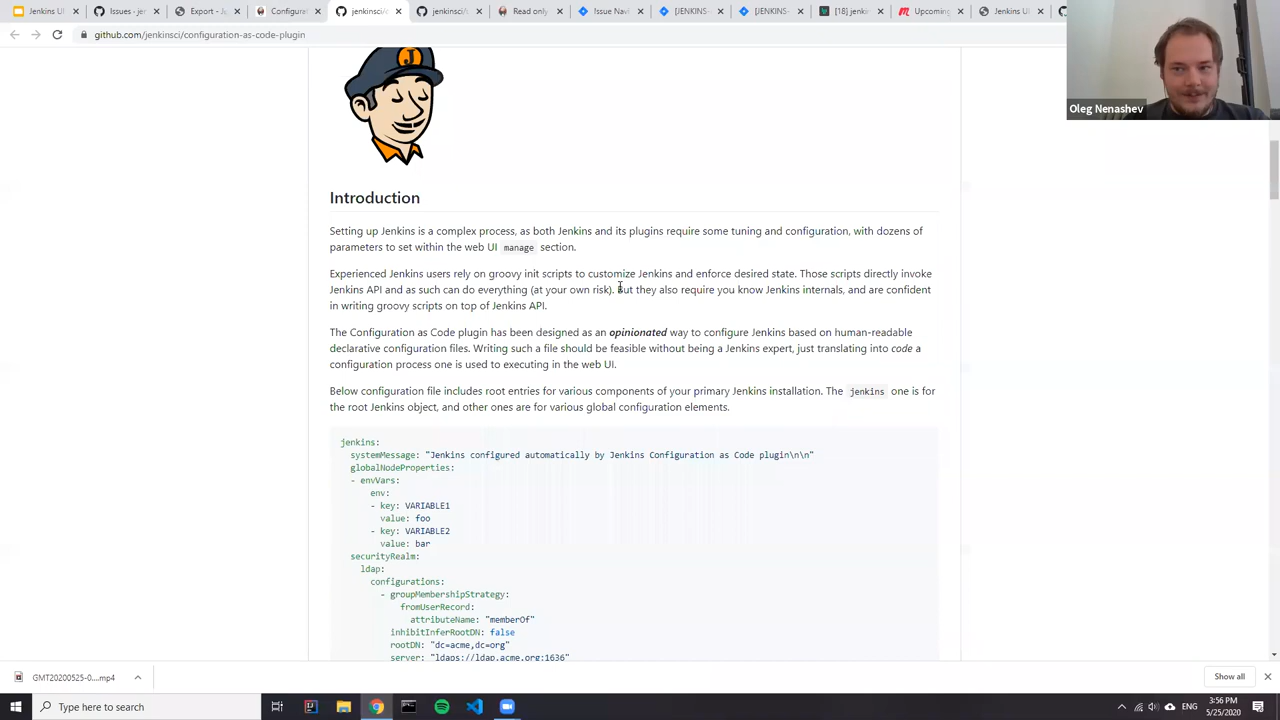 Jenkins UI
Issues · jen
Export - J
Configurat
jenkinsci/c
jenkinsci/
Read only
Issue Navi
[JENKINS-
[JENKINS-
[18] jenki
Upcoming
Jenkins UI
github.com/jenkinsci/configuration-as-code-plugin
Oleg Nenashev
Introduction
Setting up Jenkins is a complex process, as both Jenkins and its plugins require some tuning and configuration, with dozens of
parameters to set within the web UI manage section.
Experienced Jenkins users rely on groovy init scripts to customize Jenkins and enforce desired state. Those scripts directly invoke
Jenkins API and as such can do everything (at your own risk). But they also require you know Jenkins internals, and are confident
in writing groovy scripts on top of Jenkins API.
The Configuration as Code plugin has been designed as an opinionated way to configure Jenkins based on human-readable
declarative configuration files. Writing such a file should be feasible without being a Jenkins expert, just translating into code a
configuration process one is used to executing in the web UI.
Below configuration file includes root entries for various components of your primary Jenkins installation. The jenkins one is for
the root Jenkins object, and other ones are for various global configuration elements.
jenkins:
systemMessage: "Jenkins configured automatically by Jenkins Configuration as Code plugin\n\n"
globalNodeProperties:
- envVars:
env:
- key: VARIABLE1
value: foo
- key: VARIABLE2
value: bar
securityRealm:
ldap:
configurations:
- groupMembershipStrategy:
fromUserRecord:
attributeName: "memberOf"
inhibitInferRootDN: false
rootDN: "dc=acme,dc=org"
server: "ldaps://ldap.acme.org:1636"
GMT20200525-0....mp4
Show all
Type here to search
ENG
3:56 PM
5/25/2020